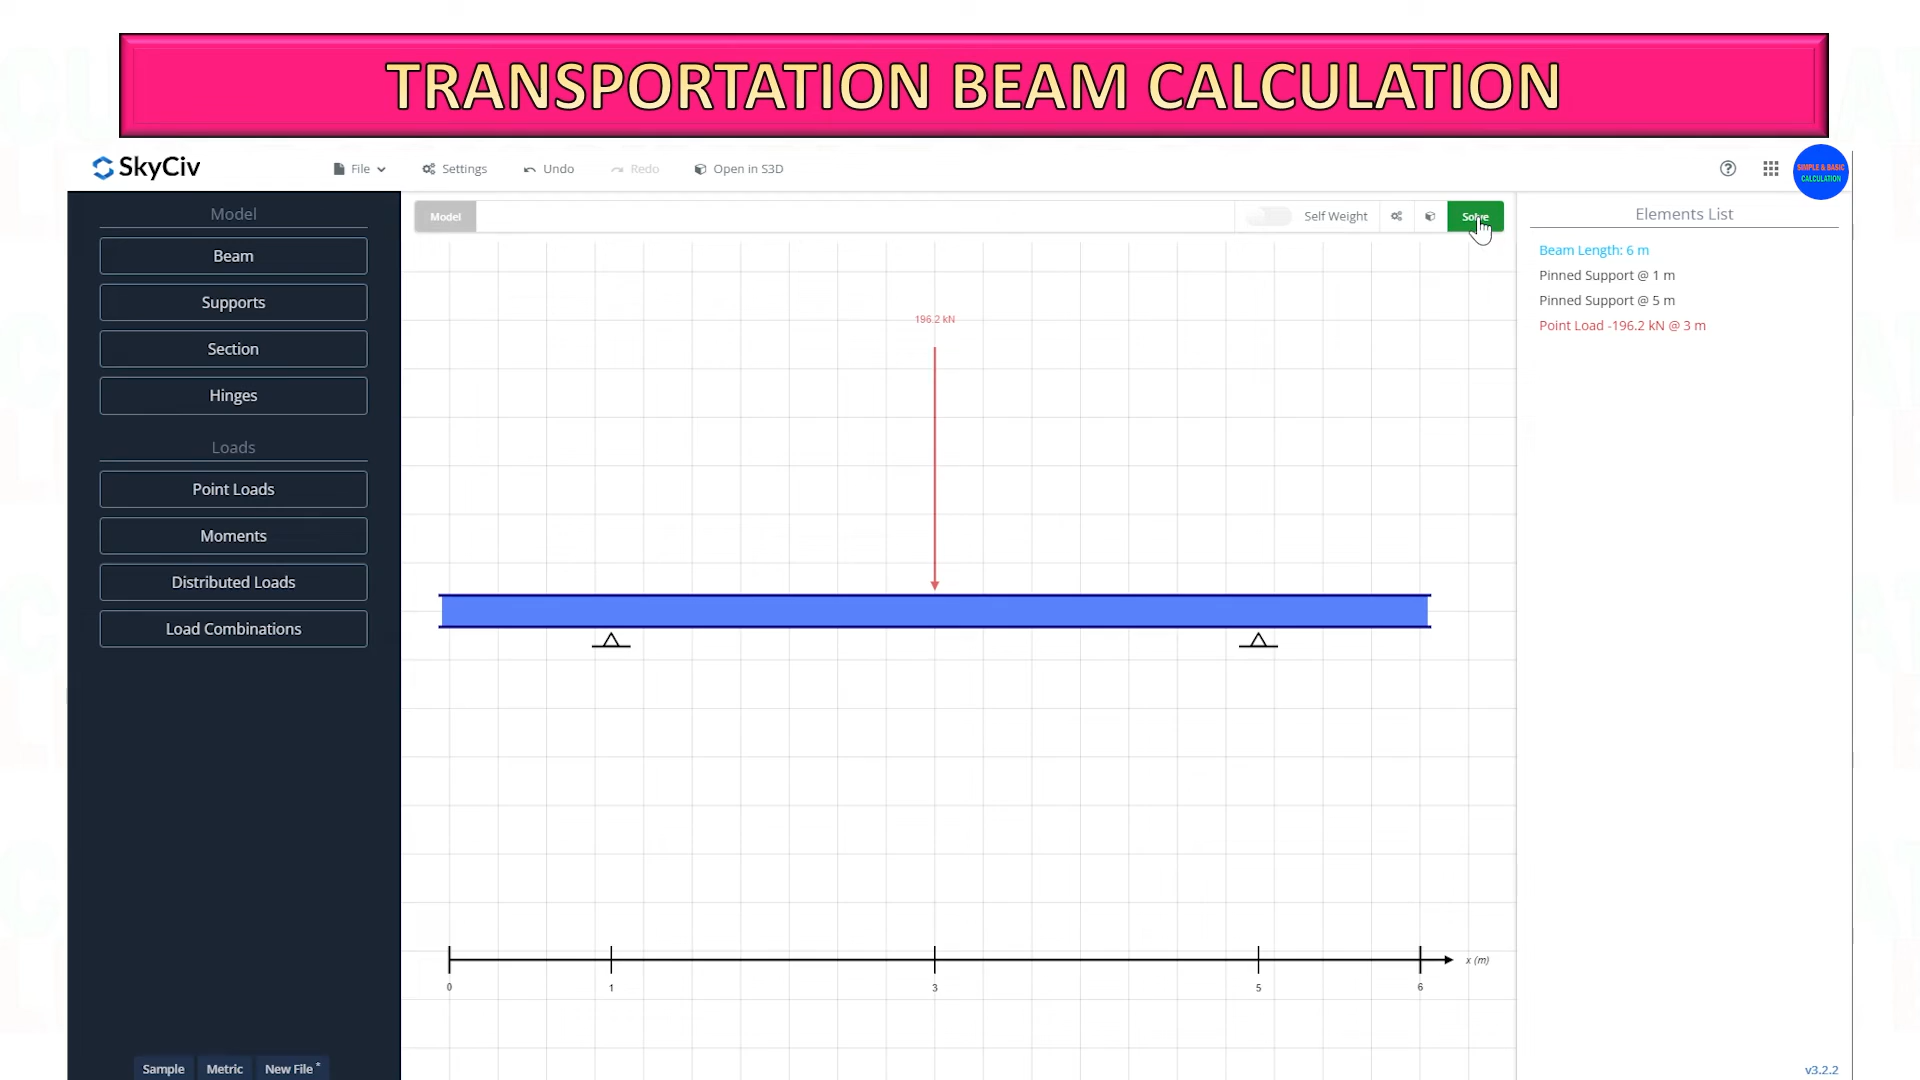 TRANSPORTATION BEAM CALCULATION
SkyCiv
File
Settings
Undo
Redo
Open in S3D
SIMPLE & BASIC
CALCULATION
Model
Beam
Supports
Section
Hinges
Loads
Point Loads
Moments
Distributed Loads
Load Combinations
Sample
Metric
New File *
Model
Self Weight
Solve
196.2 kN
x (m)
0
1
3
5
6
Elements List
Beam Length: 6 m
Pinned Support @ 1 m
Pinned Support @ 5 m
Point Load -196.2 kN @ 3 m
v3.2.2